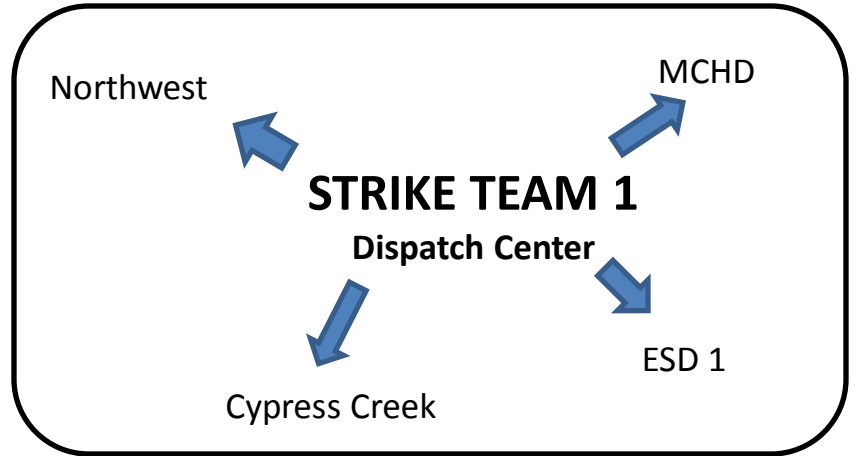 Northwest
MCHD
STRIKE TEAM 1
Dispatch Center
ESD 1
Cypress Creek